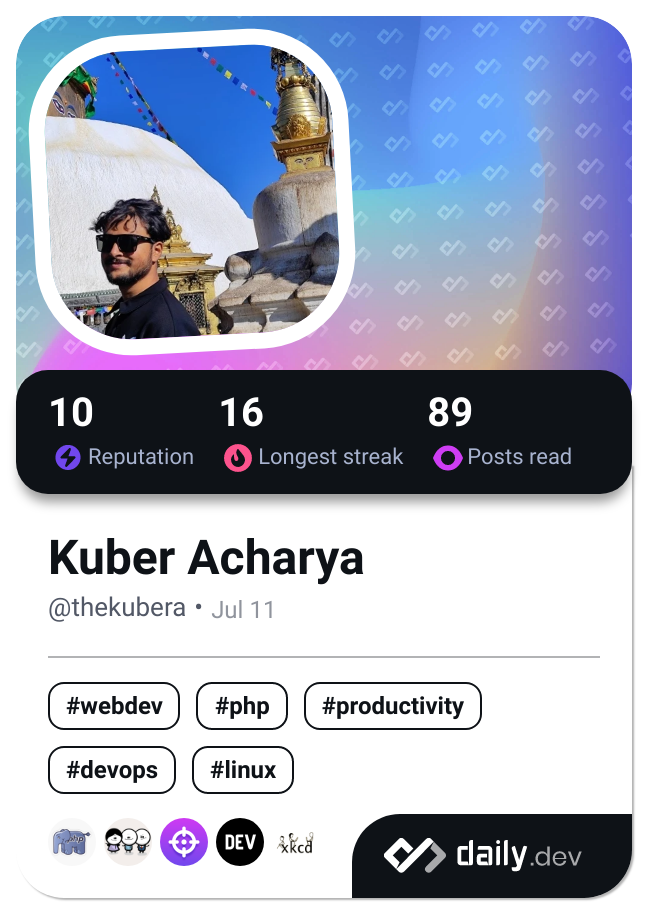 10 16 89
Reputation Longest streak Posts read
Kuber Acharya
@thekubera • Jul 11
#webdev #php #productivity
#devops #linux
php DEV xkcd daily.dev